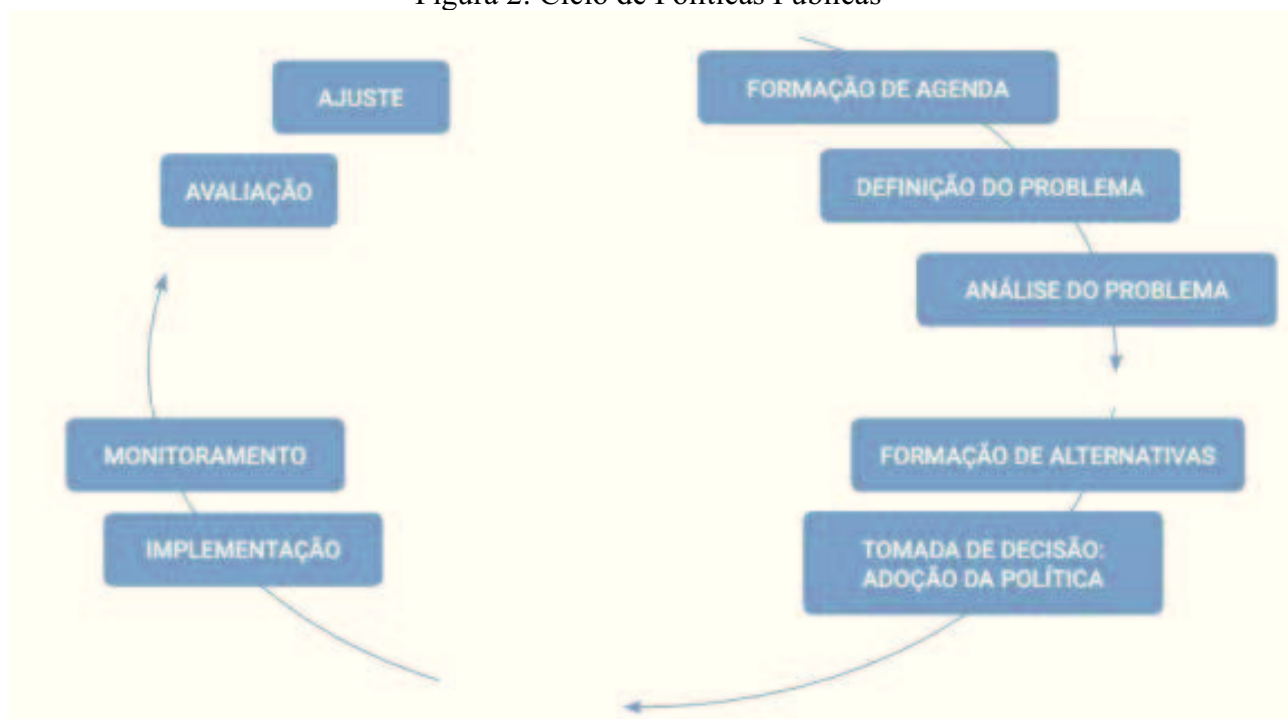 Figura 2: Ciclo de Políticas Públicas
FORMAÇÃO DE AGENDA
DEFINIÇÃO DO PROBLEMA
ANÁLISE DO PROBLEMA
FORMAÇÃO DE ALTERNATIVAS
TOMADA DE DECISÃO:
ADOÇÃO DA POLÍTICA
IMPLEMENTAÇÃO
MONITORAMENTO
AVALIAÇÃO
AJUSTE